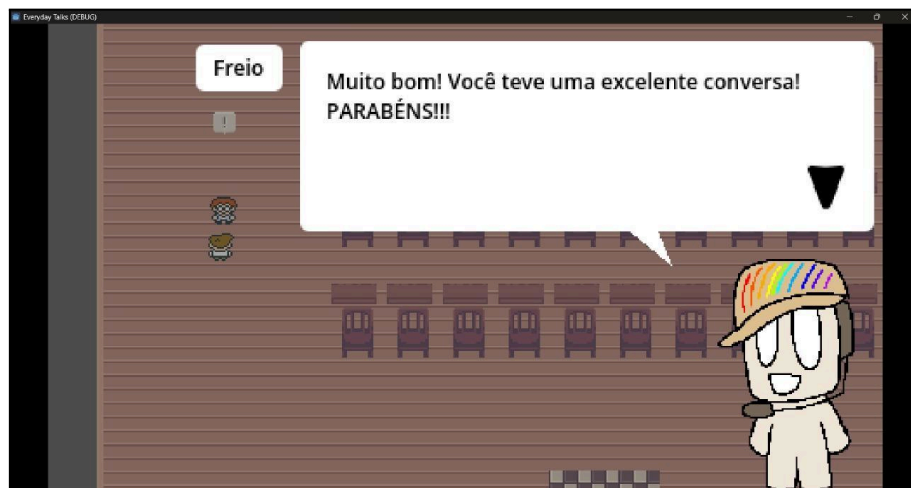 Everyday Talks (DEBUG)
Freio
Muito bom! Você teve uma excelente conversa!
PARABÉNS!!!
!